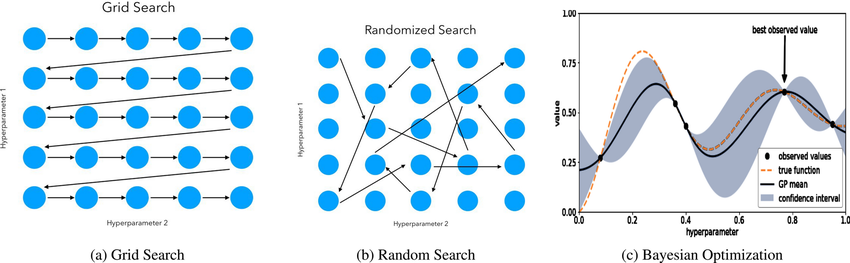 Grid Search
Hyperparameter 1
Hyperparameter 2
(a) Grid Search
Randomized Search
Hyperparameter 1
Hyperparameter 2
(b) Random Search
1.00
0.75
0.50
0.25
0.00
value
best observed value
observed values
true function
GP mean
confidence interval
0.0 0.2 0.4 0.6 0.8 1.0
hyperparameter
(c) Bayesian Optimization